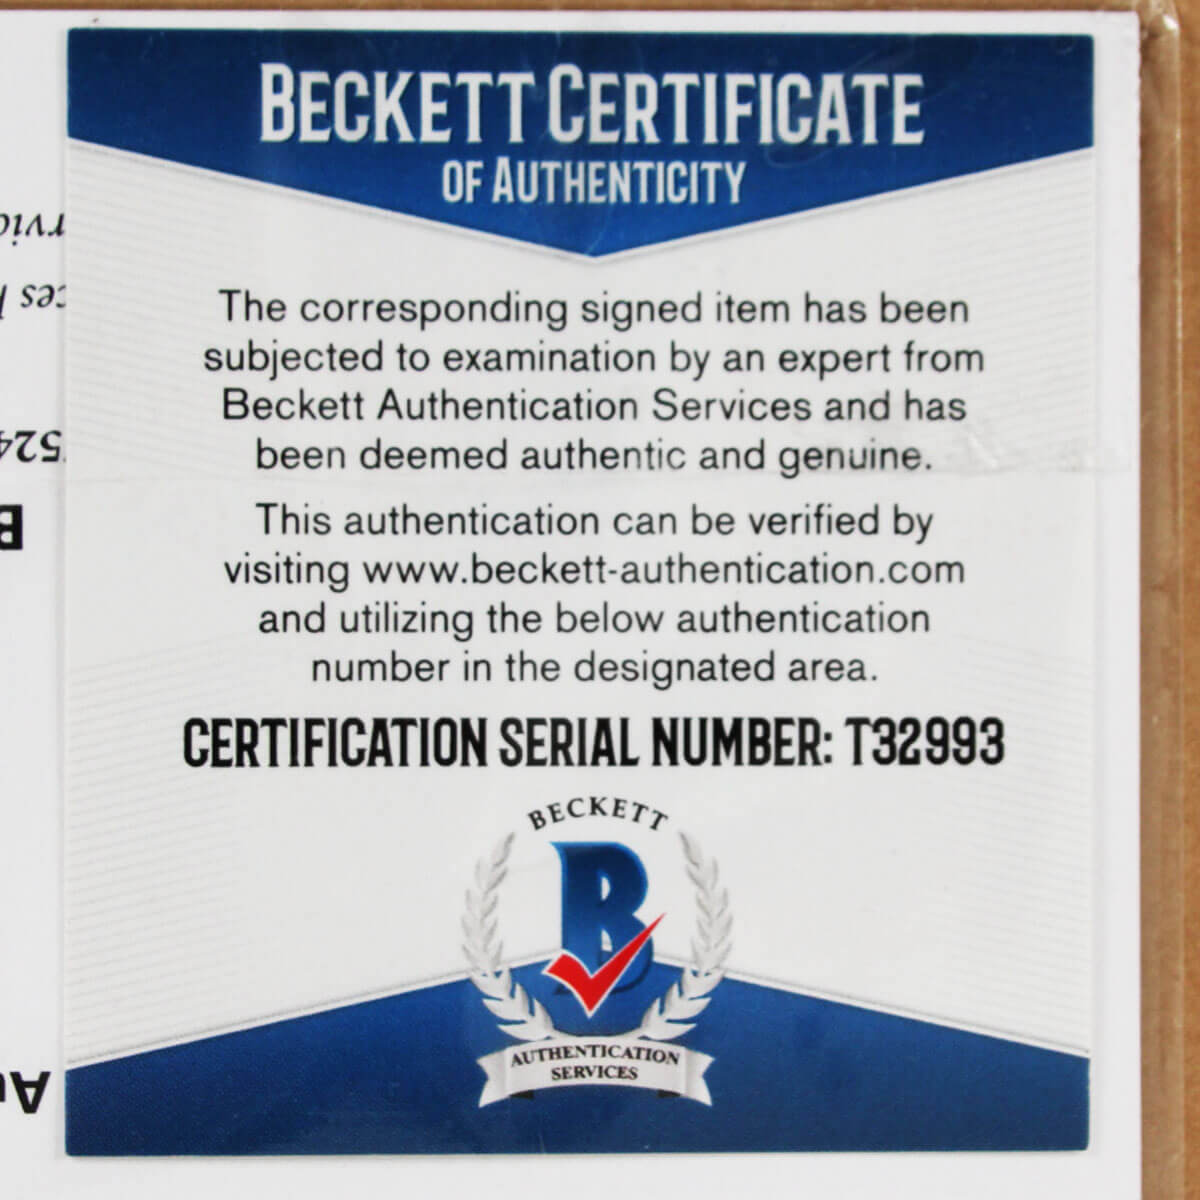 BECKETT CERTIFICATE
OF AUTHENTICITY
The corresponding signed item has been
subjected to examination by an expert from
Beckett Authentication Services and has
been deemed authentic and genuine.
This authentication can be verified by
visiting www.beckett-authentication.com
and utilizing the below authentication
number in the designated area.
CERTIFICATION SERIAL NUMBER: T32993
BECKETT
B
AUTHENTICATION
SERVICES